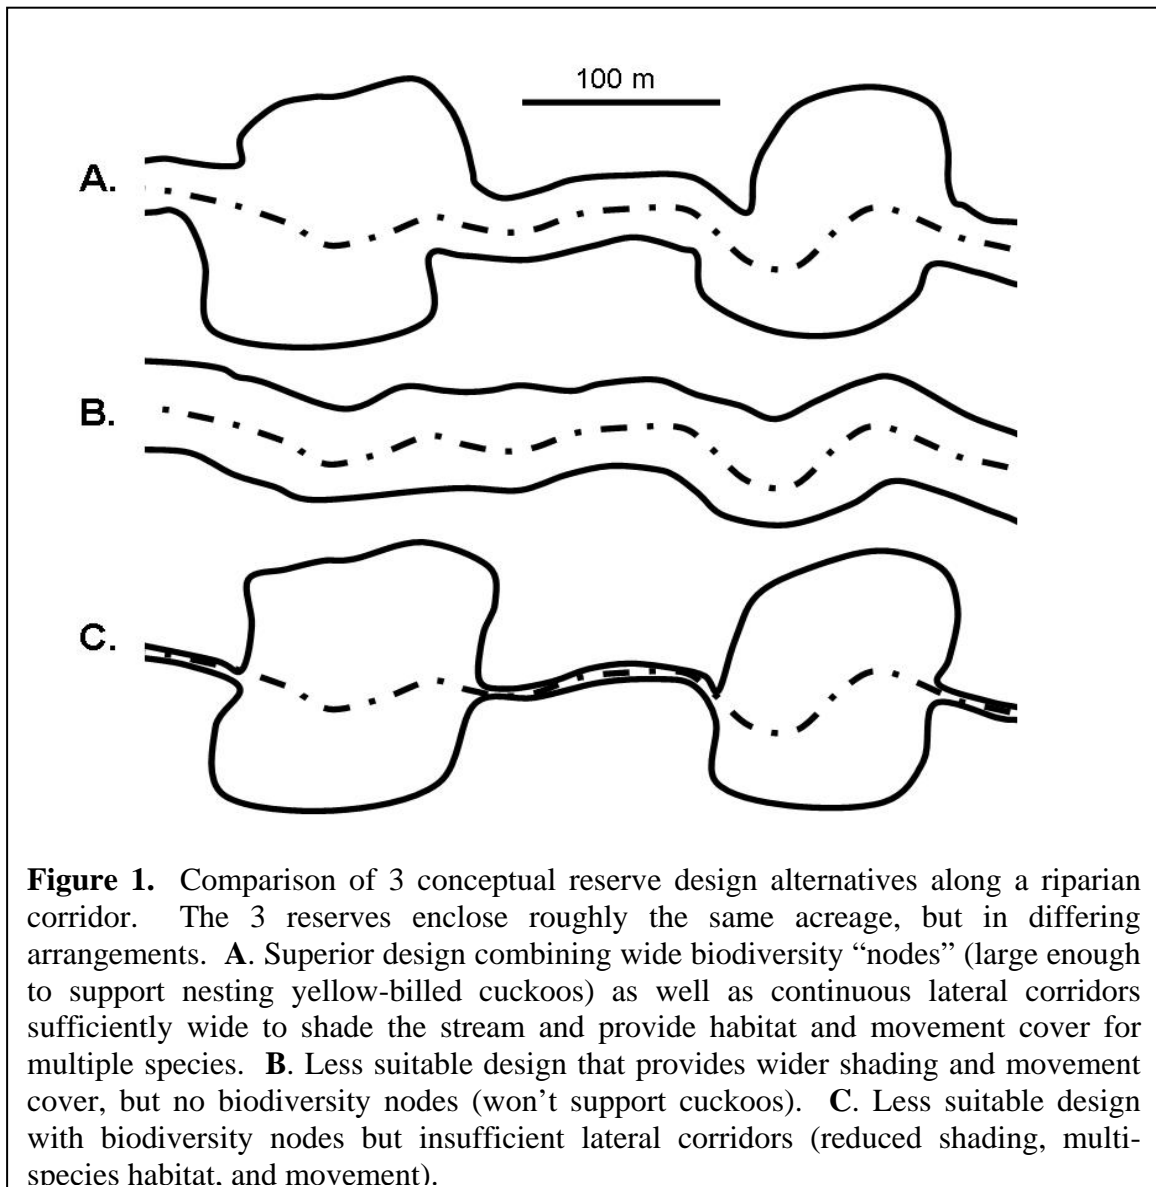 100 m
A.
B.
C.
Figure 1. Comparison of 3 conceptual reserve design alternatives along a riparian
corridor. The 3 reserves enclose roughly the same acreage, but in differing
arrangements. A. Superior design combining wide biodiversity “nodes” (large enough
to support nesting yellow-billed cuckoos) as well as continuous lateral corridors
sufficiently wide to shade the stream and provide habitat and movement cover for
multiple species. B. Less suitable design that provides wider shading and movement
cover, but no biodiversity nodes (won’t support cuckoos). C. Less suitable design
with biodiversity nodes but insufficient lateral corridors (reduced shading, multi-
species habitat, and movement).